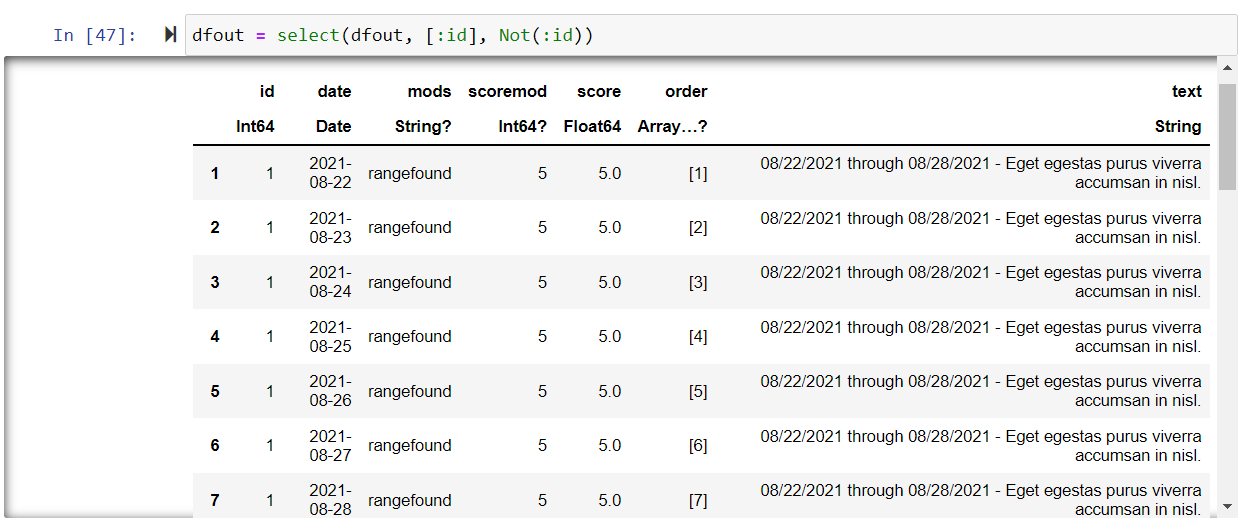 In [47]: dfout = select(dfout, [:id], Not(:id))
id date mods scoremod score order text
Int64 Date String? Int64? Float64 Array…? String
1 1 2021-08-22 rangefound 5 5.0 [1] 08/22/2021 through 08/28/2021 - Eget egestas purus viverra accumsan in nisl.
2 1 2021-08-23 rangefound 5 5.0 [2] 08/22/2021 through 08/28/2021 - Eget egestas purus viverra accumsan in nisl.
3 1 2021-08-24 rangefound 5 5.0 [3] 08/22/2021 through 08/28/2021 - Eget egestas purus viverra accumsan in nisl.
4 1 2021-08-25 rangefound 5 5.0 [4] 08/22/2021 through 08/28/2021 - Eget egestas purus viverra accumsan in nisl.
5 1 2021-08-26 rangefound 5 5.0 [5] 08/22/2021 through 08/28/2021 - Eget egestas purus viverra accumsan in nisl.
6 1 2021-08-27 rangefound 5 5.0 [6] 08/22/2021 through 08/28/2021 - Eget egestas purus viverra accumsan in nisl.
7 1 2021-08-28 rangefound 5 5.0 [7] 08/22/2021 through 08/28/2021 - Eget egestas purus viverra accumsan in nisl.